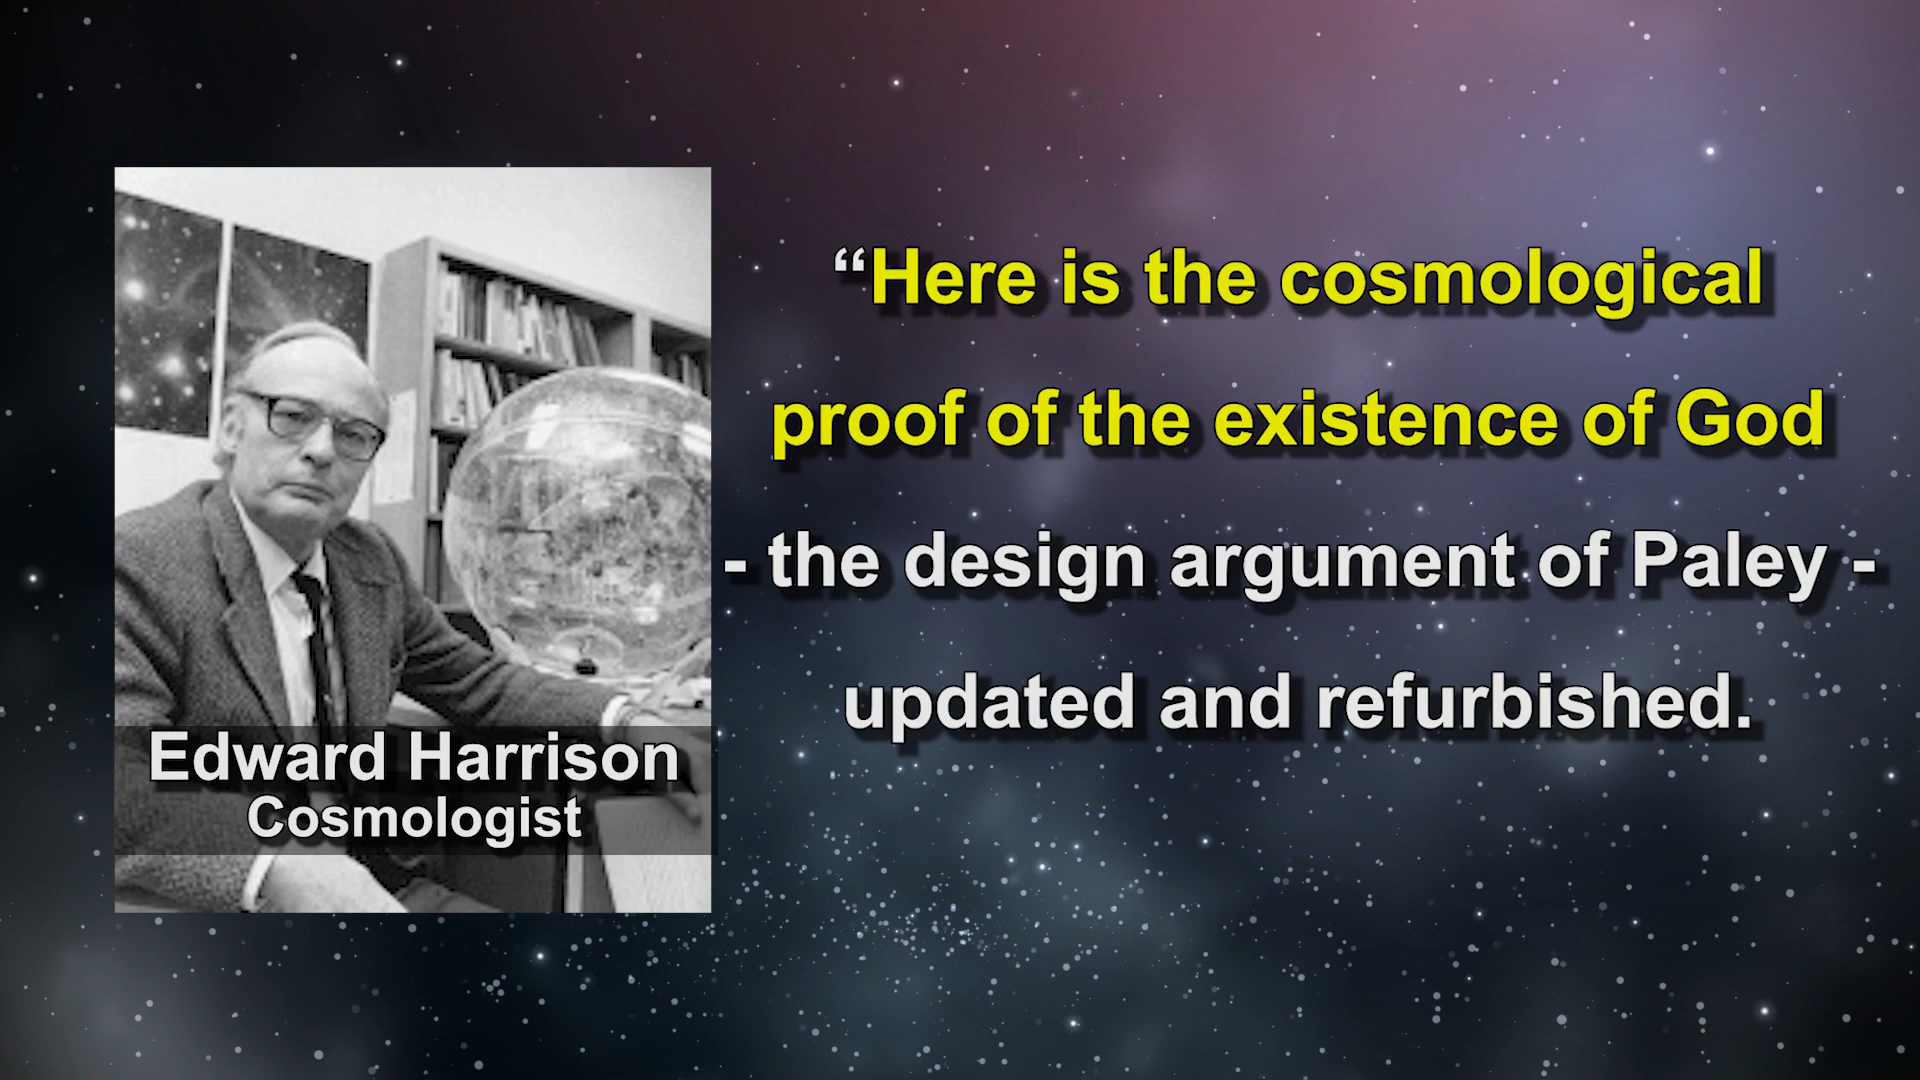 Edward Harrison
Cosmologist
“Here is the cosmological
proof of the existence of God
- the design argument of Paley -
updated and refurbished.